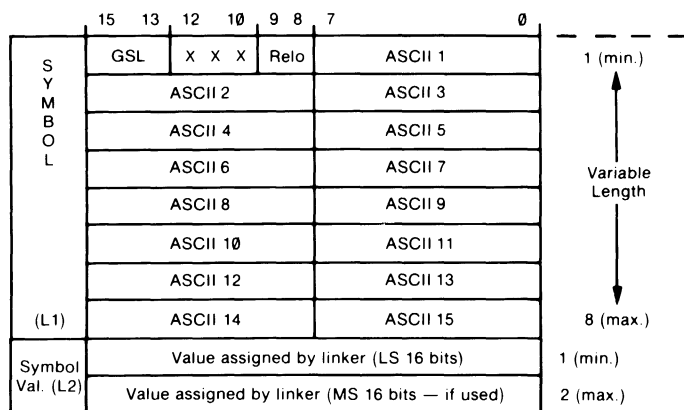 15 13 12 10 9 8 7 0
SYMBOL
GSL X X X Relo ASCII 1 1 (min.)
ASCII 2 ASCII 3
ASCII 4 ASCII 5
ASCII 6 ASCII 7
Variable
Length
ASCII 8 ASCII 9
ASCII 10 ASCII 11
ASCII 12 ASCII 13
(L1) ASCII 14 ASCII 15 8 (max.)
Symbol
Val. (L2)
Value assigned by linker (LS 16 bits) 1 (min.)
Value assigned by linker (MS 16 bits — if used) 2 (max.)